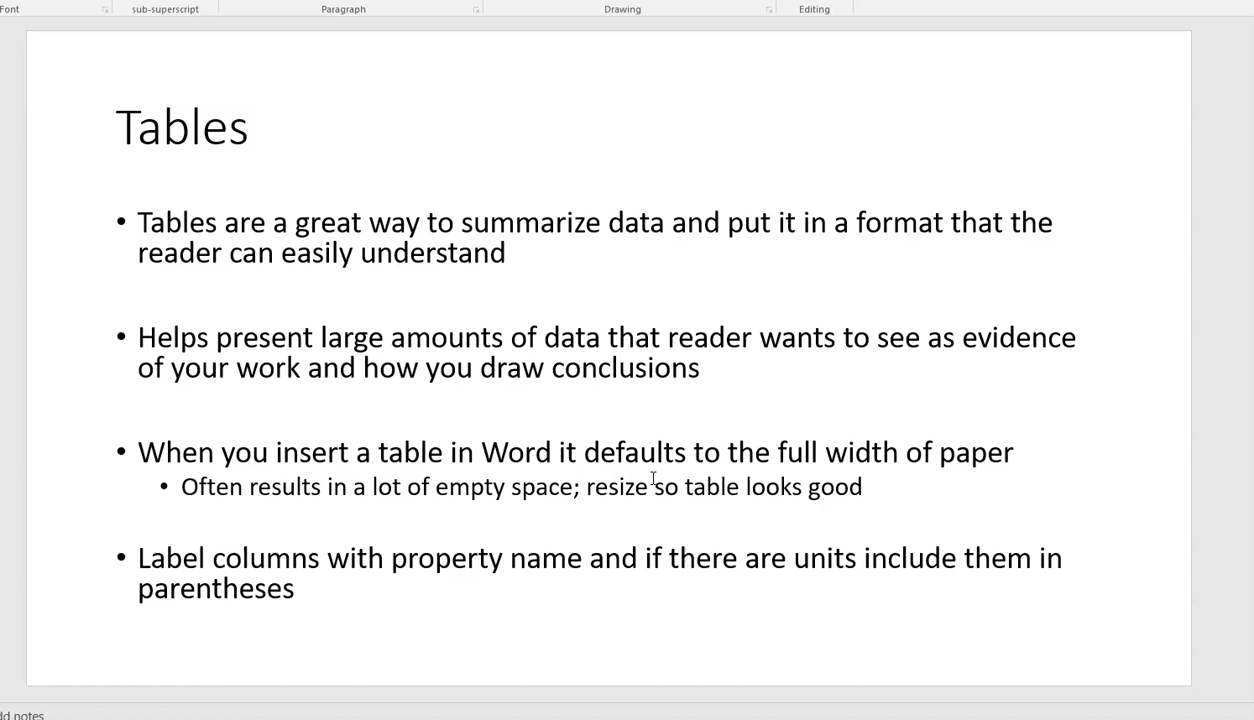 Font sub-superscript Paragraph Drawing Editing
Tables
• Tables are a great way to summarize data and put it in a format that the
reader can easily understand
• Helps present large amounts of data that reader wants to see as evidence
of your work and how you draw conclusions
• When you insert a table in Word it defaults to the full width of paper
• Often results in a lot of empty space; resize so table looks good
• Label columns with property name and if there are units include them in
parentheses
dd notes